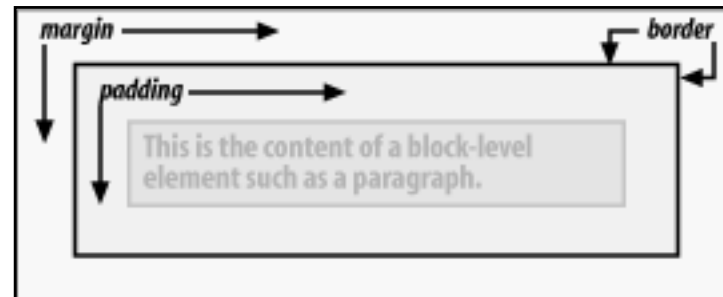 margin
border
padding
This is the content of a block-level
element such as a paragraph.